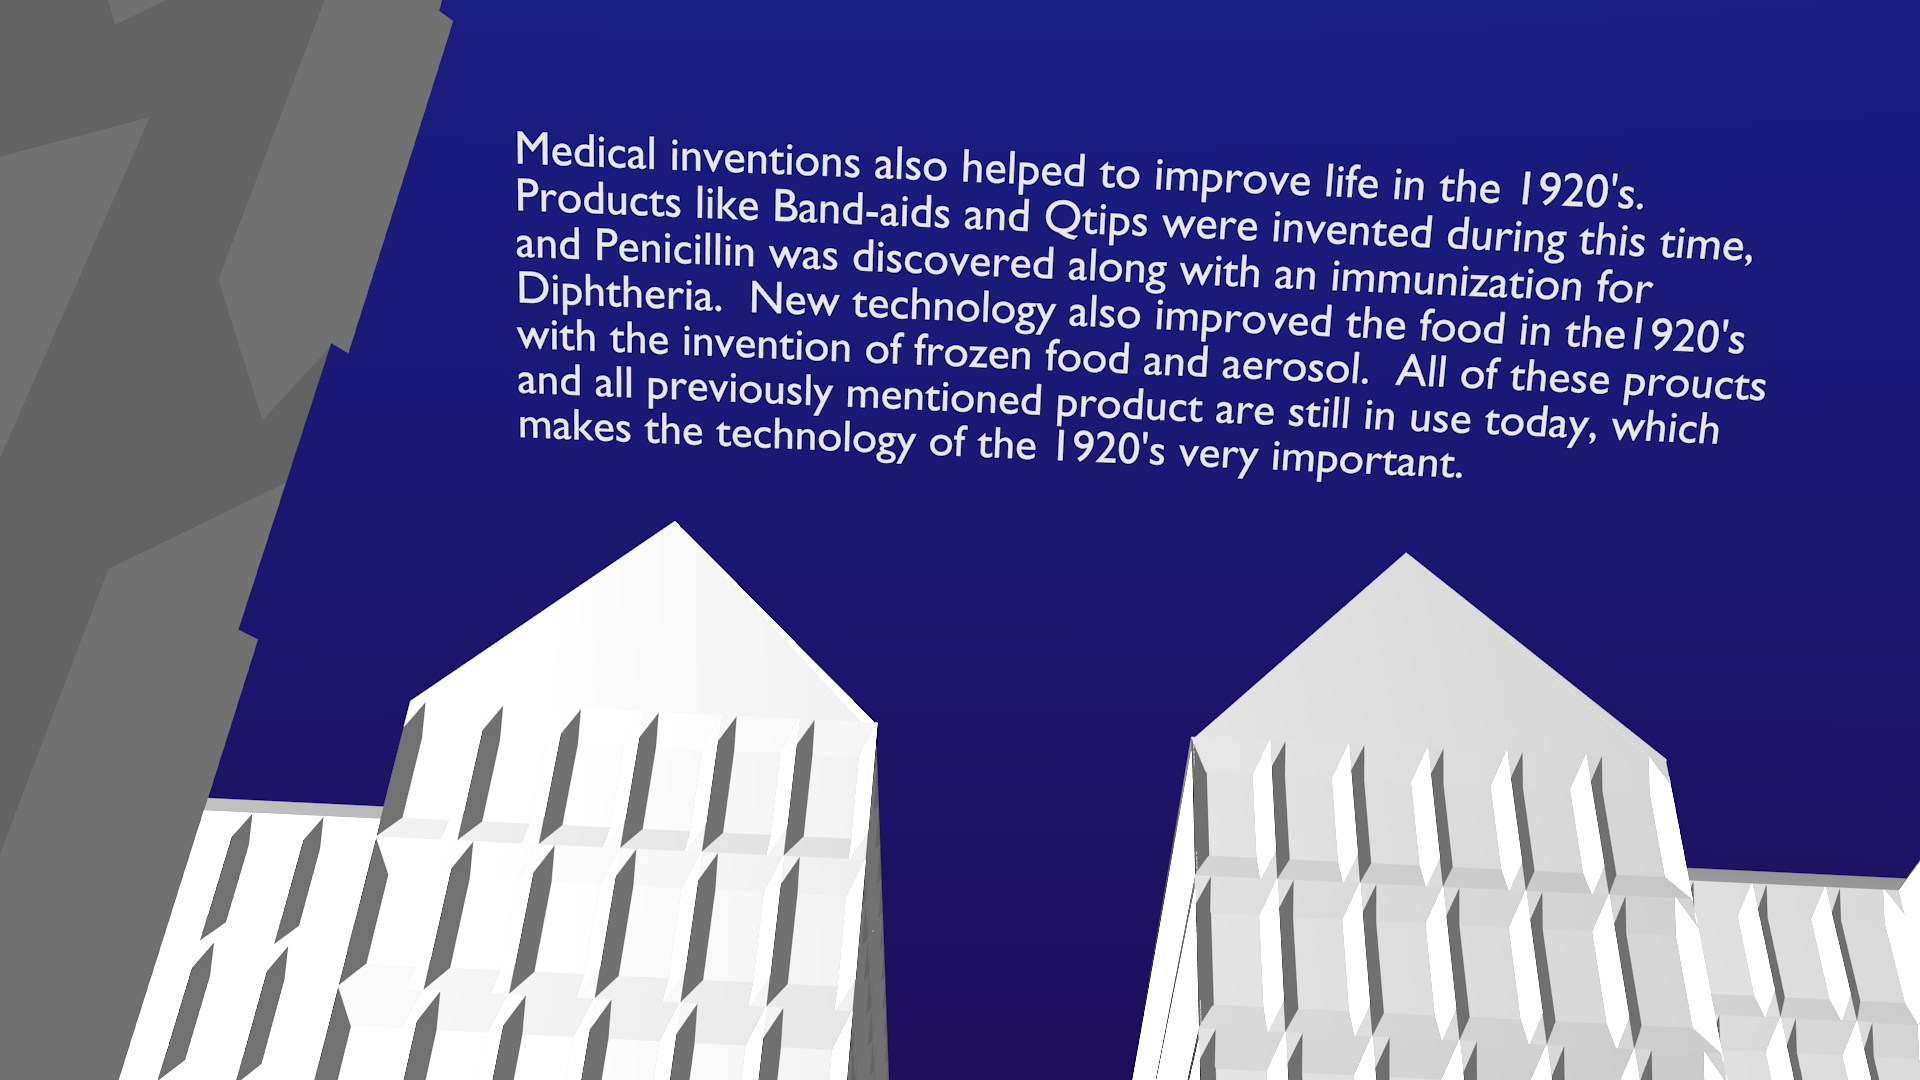 Medical inventions also helped to improve life in the 1920's.
Products like Band-aids and Qtips were invented during this time,
and Penicillin was discovered along with an immunization for
Diphtheria.  New technology also improved the food in the1920's
with the invention of frozen food and aerosol.  All of these proucts
and all previously mentioned product are still in use today, which
makes the technology of the 1920's very important.